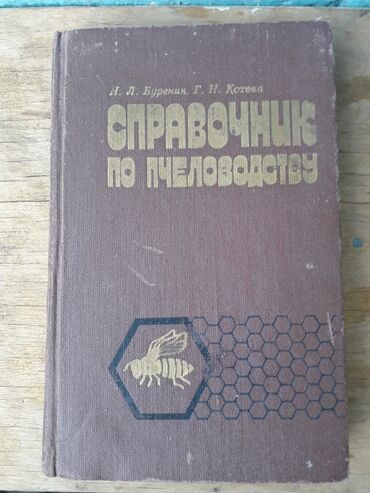 Н. Л. Буренин, Г. Н. Котова
СПРАВОЧНИК
ПО ПЧЕЛОВОДСТВУ